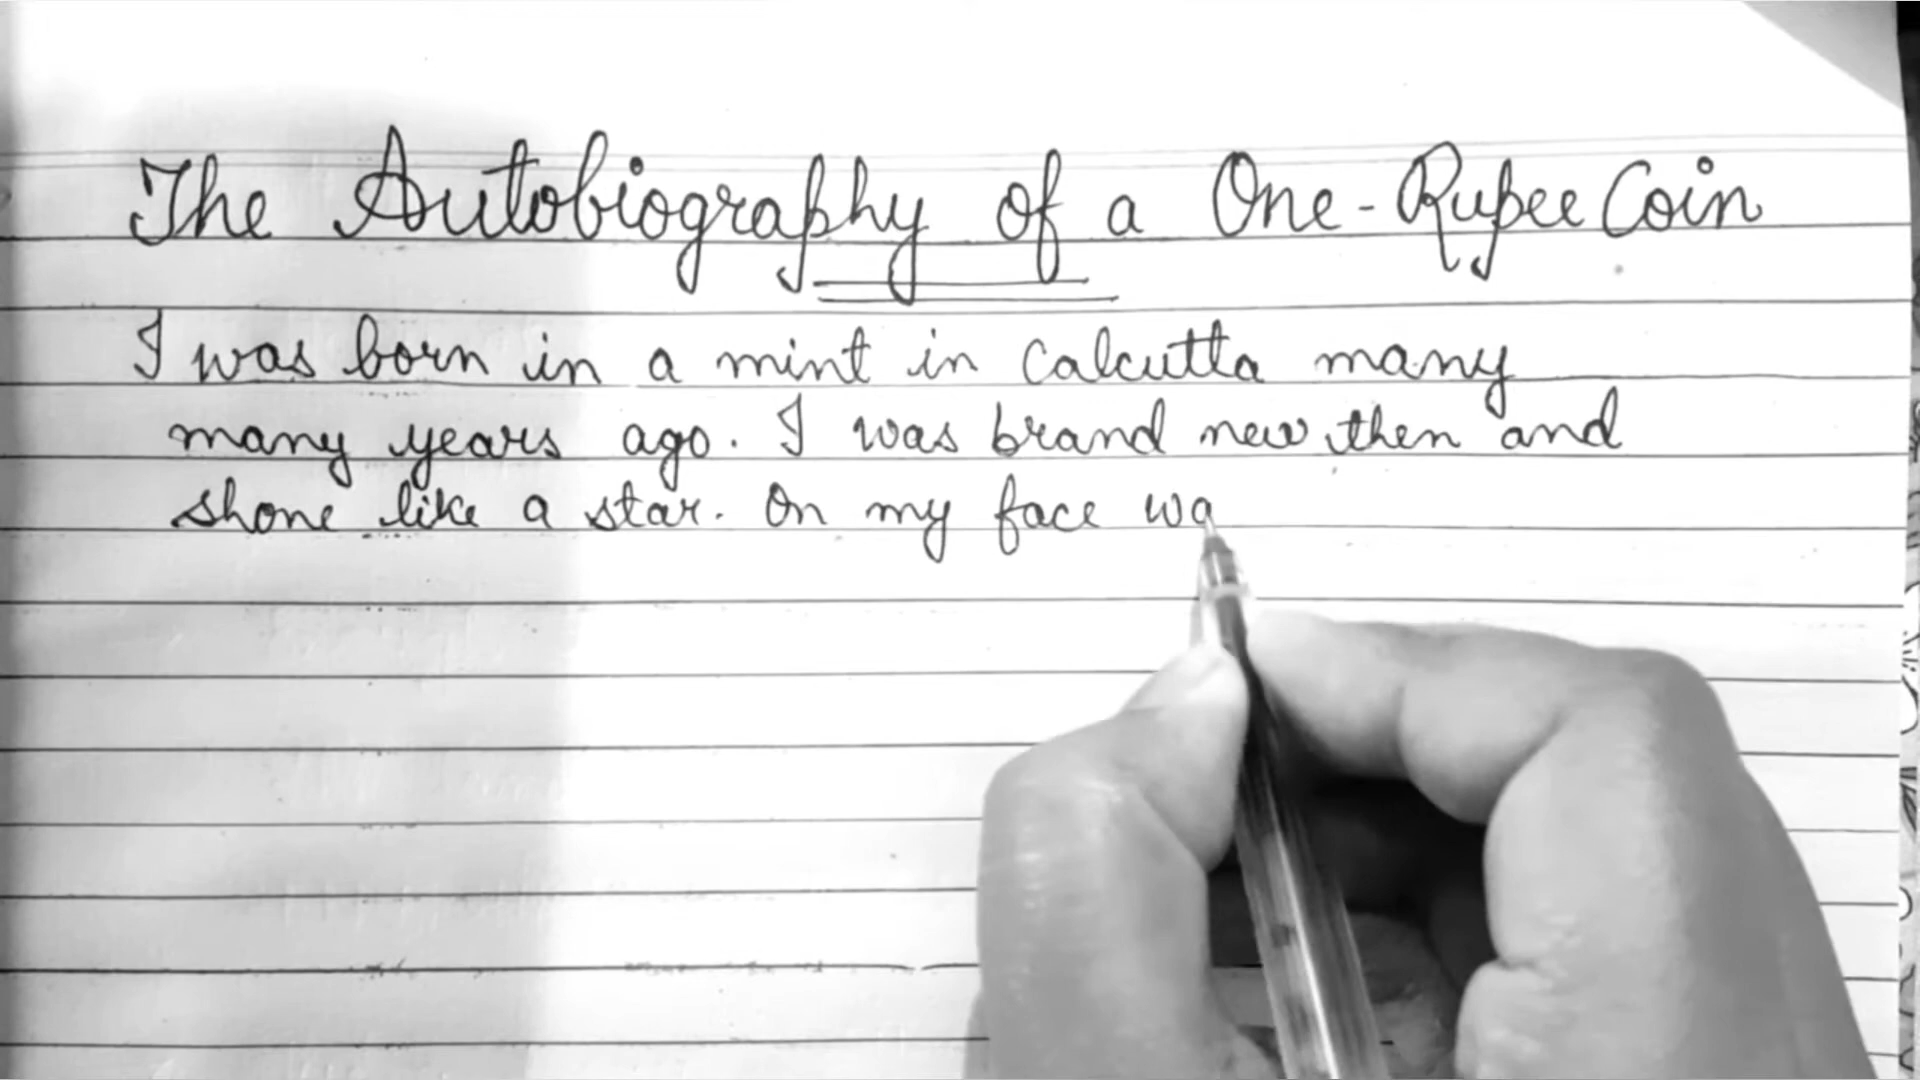 The Autobiography of a One-Rupee Coin
I was born in a mint in Calcutta many
many years ago. I was brand new then and
shone like a star. On my face wa